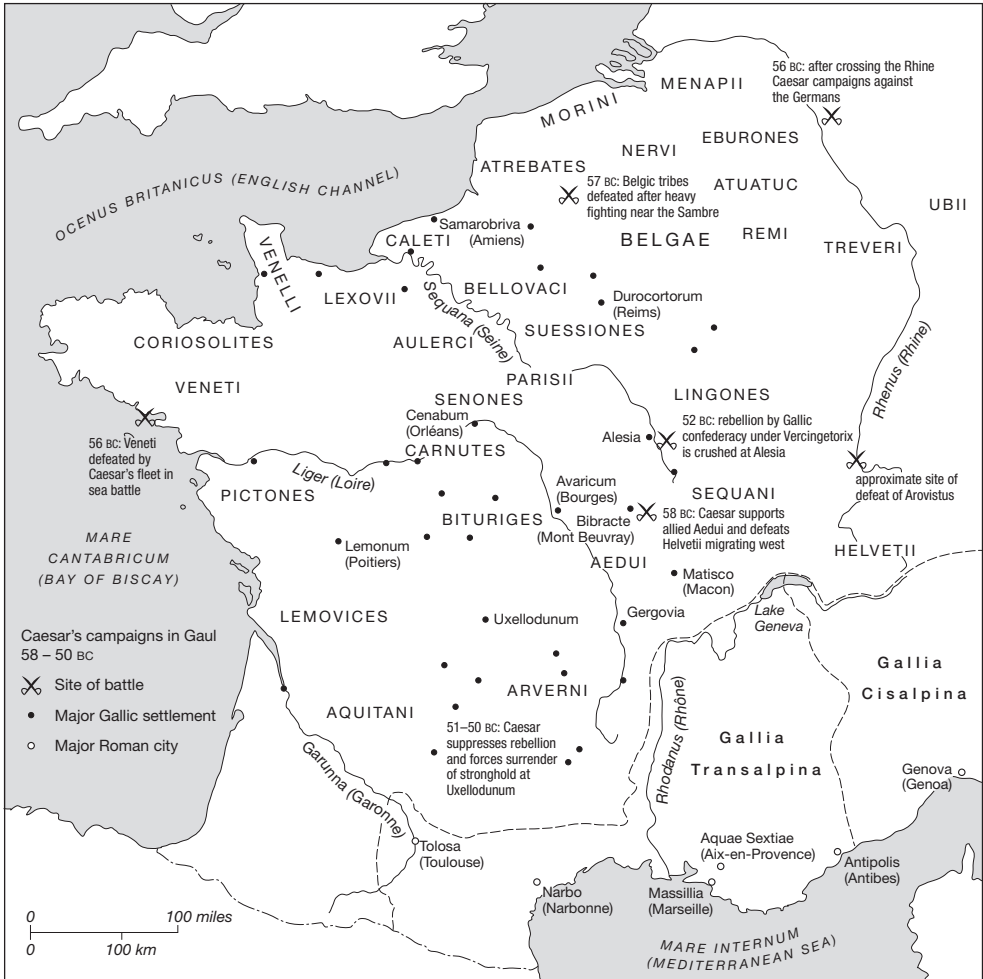 56 BC: after crossing the Rhine
Caesar campaigns against
the Germans
MENAPII
MORINI
EBURONES
NERVI
ATREBATES
57 BC: Belgic tribes
defeated after heavy
fighting near the Sambre
ATUATUC
UBII
OCENUS BRITANICUS (ENGLISH CHANNEL)
Samarobriva
(Amiens)
CALETI
BELGAE
REMI
TREVERI
VENELLI
LEXOVII
BELLOVACI
Sequana (Seine)
Durocortorum
(Reims)
SUESSIONES
CORIOSOLITES
AULERCI
Rhenus (Rhine)
VENETI
PARISII
LINGONES
SENONES
Cenabum
(Orléans)
CARNUTES
56 BC: Veneti
defeated by
Caesar's fleet in
sea battle
Alesia
52 BC: rebellion by Gallic
confederacy under Vercingetorix
is crushed at Alesia
approximate site of
defeat of Arovistus
Liger (Loire)
PICTONES
Avaricum
(Bourges)
SEQUANI
BITURIGES
Bibracte
(Mont Beuvray)
58 BC: Caesar supports
allied Aedui and defeats
Helvetii migrating west
MARE
CANTABRICUM
(BAY OF BISCAY)
Lemonum
(Poitiers)
AEDUI
HELVETII
Matisco
(Macon)
LEMOVICES
Uxellodunum
Gergovia
Lake
Geneva
Caesar's campaigns in Gaul
58 – 50 BC
Site of battle
Major Gallic settlement
Major Roman city
Gallia
Cisalpina
ARVERNI
AQUITANI
51–50 BC: Caesar
suppresses rebellion
and forces surrender
of stronghold at
Uxellodunum
Rhodanus (Rhône)
Gallia
Transalpina
Garunna (Garonne)
Genova
(Genoa)
Tolosa
(Toulouse)
Aquae Sextiae
(Aix-en-Provence)
Antipolis
(Antibes)
Narbo
(Narbonne)
Massillia
(Marseille)
0 100 miles
0 100 km
MARE INTERNUM
(MEDITERRANEAN SEA)